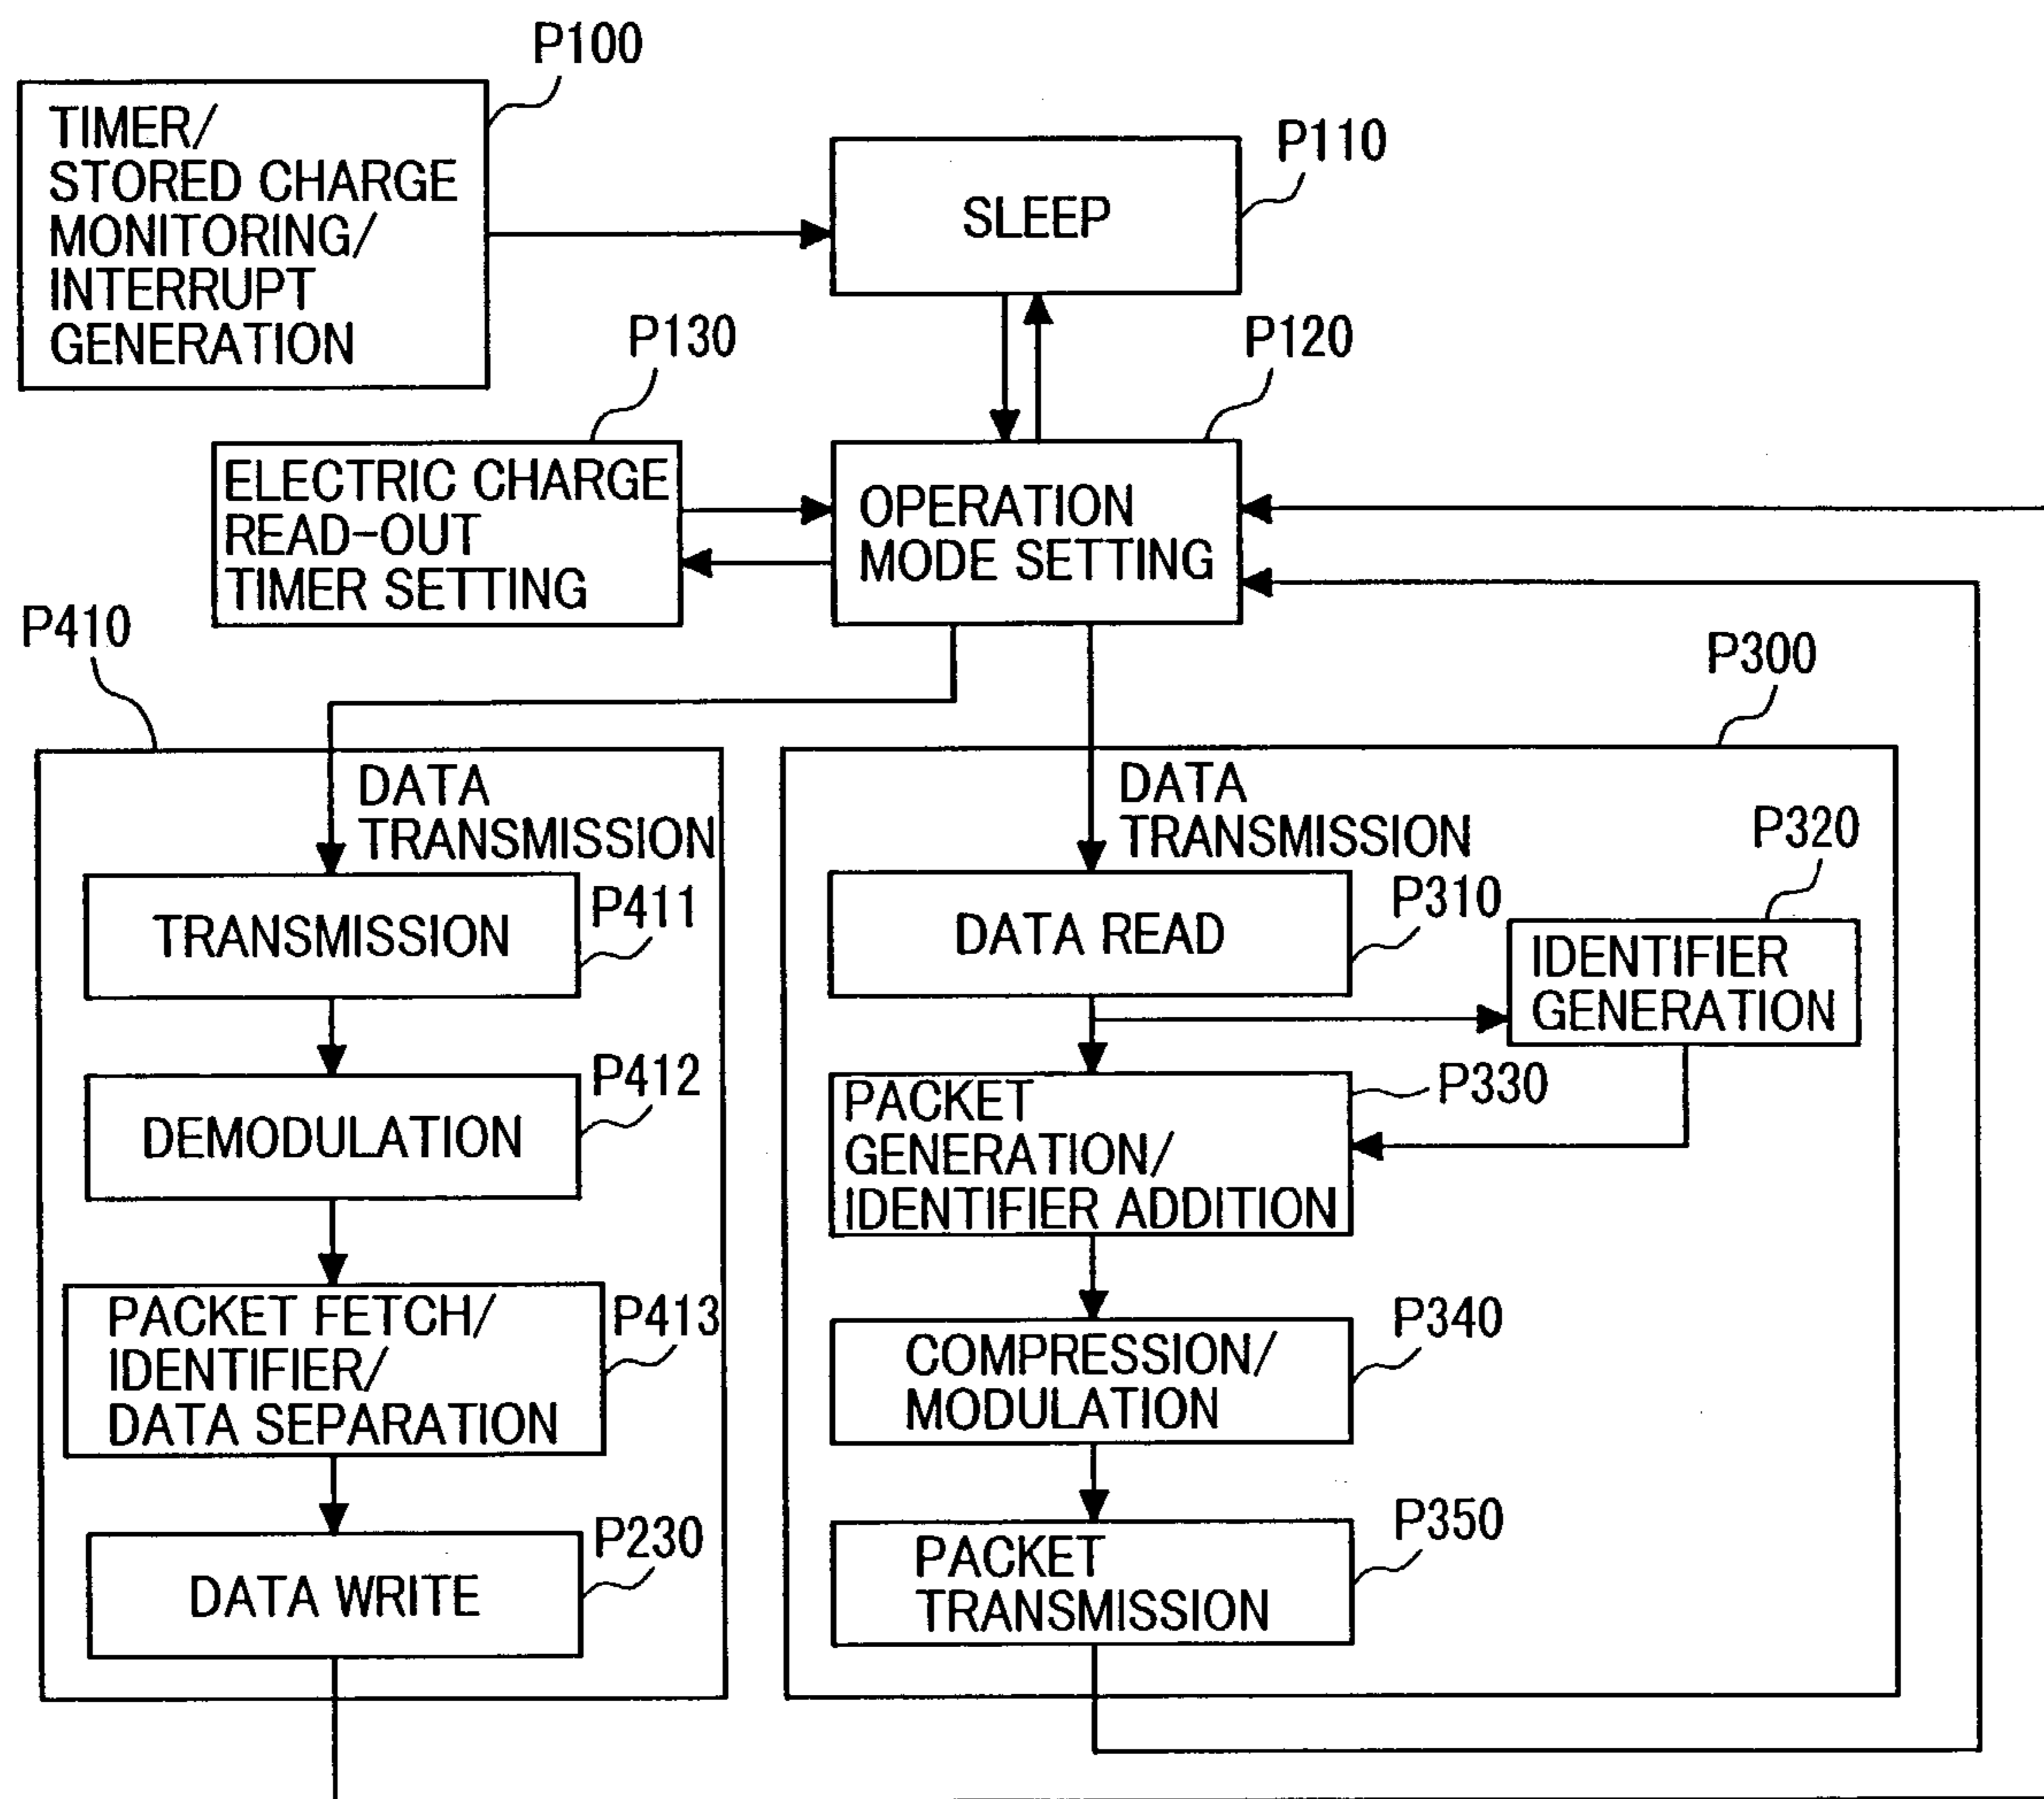 P100
TIMER/
STORED CHARGE
MONITORING/
INTERRUPT
GENERATION
P110
SLEEP
P130
ELECTRIC CHARGE
READ-OUT
TIMER SETTING
P120
OPERATION
MODE SETTING
P410
DATA
TRANSMISSION
TRANSMISSION
P411
DEMODULATION
P412
PACKET FETCH/
IDENTIFIER/
DATA SEPARATION
P413
DATA WRITE
P230
P300
DATA
TRANSMISSION
DATA READ
P310
P320
IDENTIFIER
GENERATION
PACKET
GENERATION/
IDENTIFIER ADDITION
P330
COMPRESSION/
MODULATION
P340
PACKET
TRANSMISSION
P350